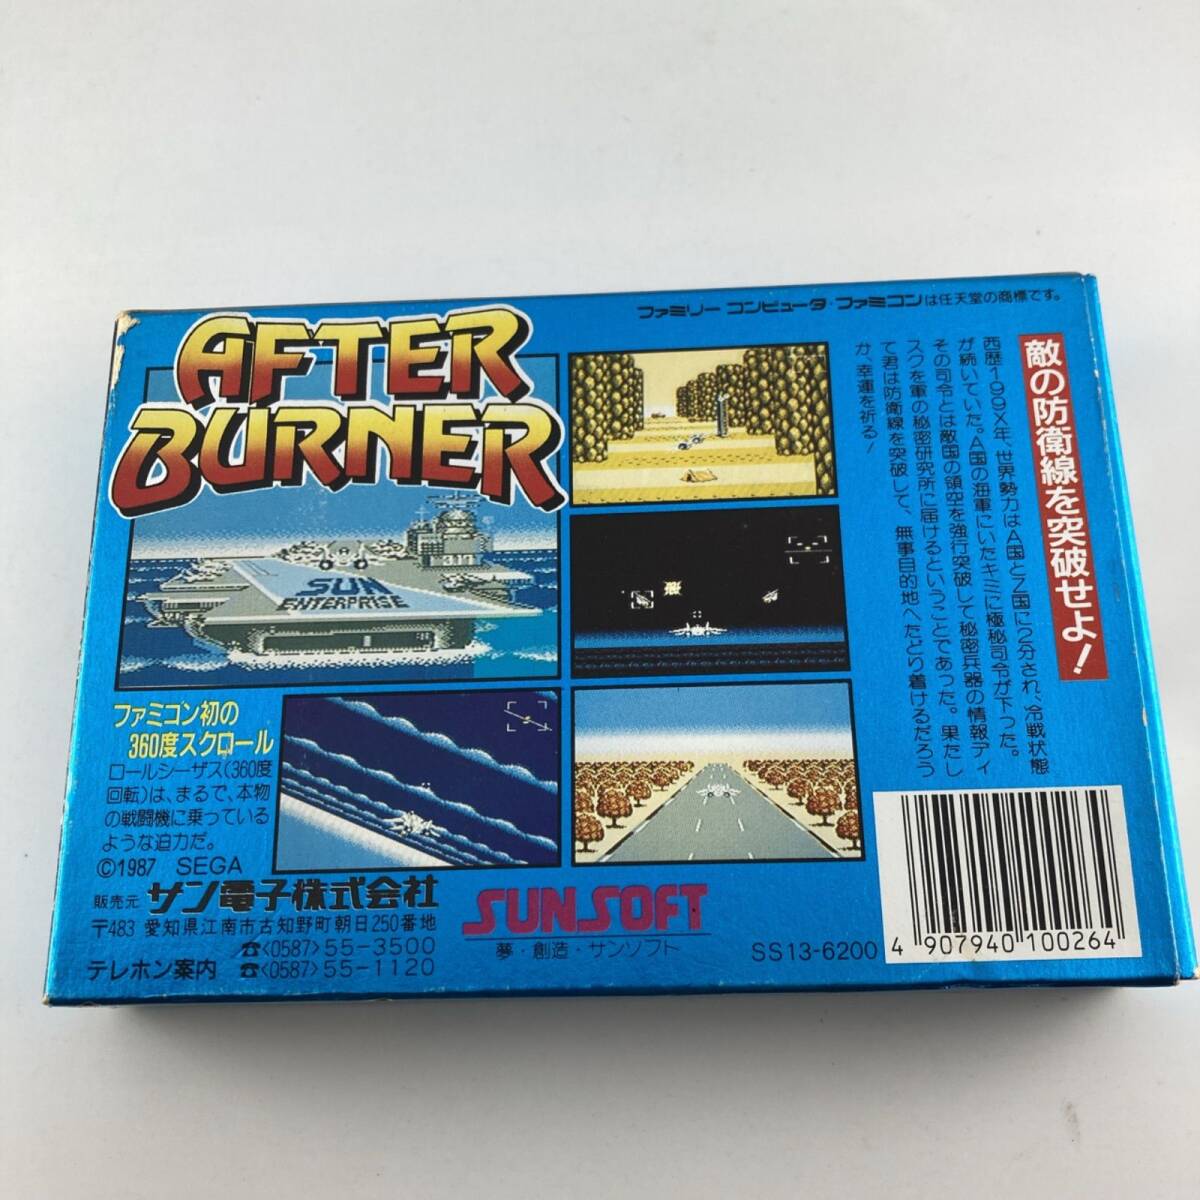 ファミリー コンピュータ・ファミコンは任天堂の商標です。
AFTER
BURNER
SUN
ENTERPRISE
敵の防衛線を突破せよ!
西歴199X年、世界勢力はA国とZ国に2分され、冷戦状態
が続いていた。A国の海軍にいたキミに極秘司令が下った。
その司令とは敵国の領空を強行突破して秘密兵器の情報ディ
スクを軍の秘密研究所に届けるということであった。果たし
て君は防衛線を突破して、無事目的地へたどり着けるだろう
か、幸運を祈る!
ファミコン初の
360度スクロール
ロールシーザス(360度
回転)は、まるで、本物
の戦闘機に乗っている
ような迫力だ。
©1987 SEGA
販売元 サン電子株式会社
〒483 愛知県江南市古知野町朝日250番地
☎<0587>55-3500
テレホン案内 ☎<0587>55-1120
SUNSOFT
夢・創造・サンソフト
SS13-6200
4 907940 100264